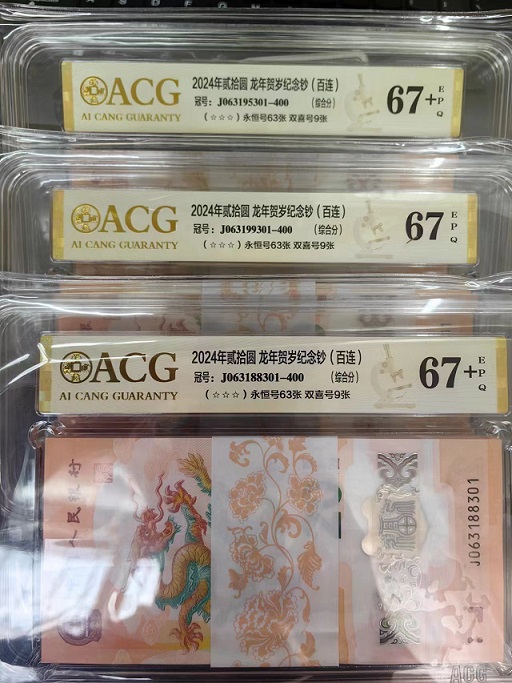 ACG
AI CANG GUARANTY
2024年贰拾圆 龙年贺岁纪念钞（百连）
冠号：J063195301-400 （综合分）
（☆☆☆）永恒号63张 双喜号9张
67+ EPQ
ACG
AI CANG GUARANTY
2024年贰拾圆 龙年贺岁纪念钞（百连）
冠号：J063199301-400 （综合分）
（☆☆☆）永恒号63张 双喜号9张
67 EPQ
ACG
AI CANG GUARANTY
2024年贰拾圆 龙年贺岁纪念钞（百连）
冠号：J063188301-400 （综合分）
（☆☆☆）永恒号63张 双喜号9张
67+ EPQ
人民银行
J063188301
ACG